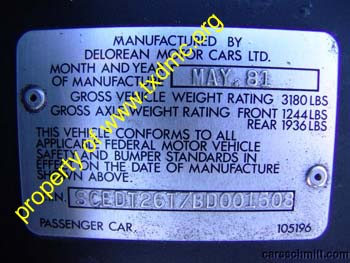 MANUFACTURED BY
DELOREAN MOTOR CARS LTD.
MONTH AND YEAR
OF MANUFACTURE MAY. 81
GROSS VEHICLE WEIGHT RATING 3180 LBS
GROSS AXLE WEIGHT RATING FRONT 1244 LBS
REAR 1936 LBS
THIS VEHICLE CONFORMS TO ALL
APPLICABLE FEDERAL MOTOR VEHICLE
SAFETY AND BUMPER STANDARDS IN
EFFECT ON THE DATE OF MANUFACTURE
SHOWN ABOVE.
V.I.N. SCEDT26T/BD001508
PASSENGER CAR. 105196
property of www.txdmc.org
carsschmitt.com